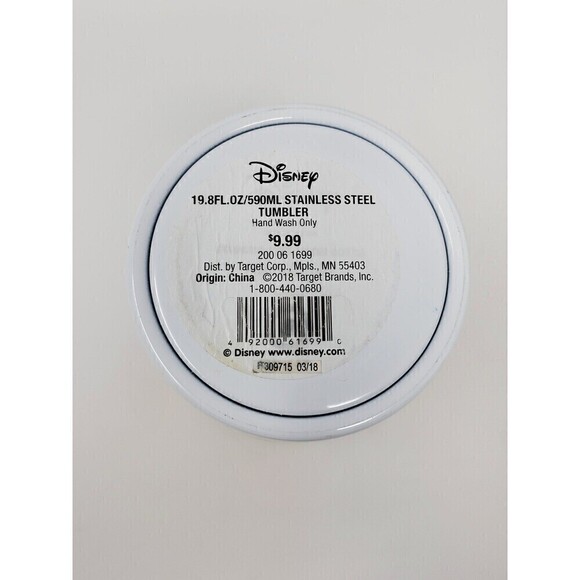 Disney
19.8FL.OZ/590ML STAINLESS STEEL
TUMBLER
Hand Wash Only
$9.99
200 06 1699
Dist. by Target Corp., Mpls., MN 55403
Origin: China ©2018 Target Brands, Inc.
1-800-440-0680
4 92000 61699 0
© Disney www.disney.com
03/18